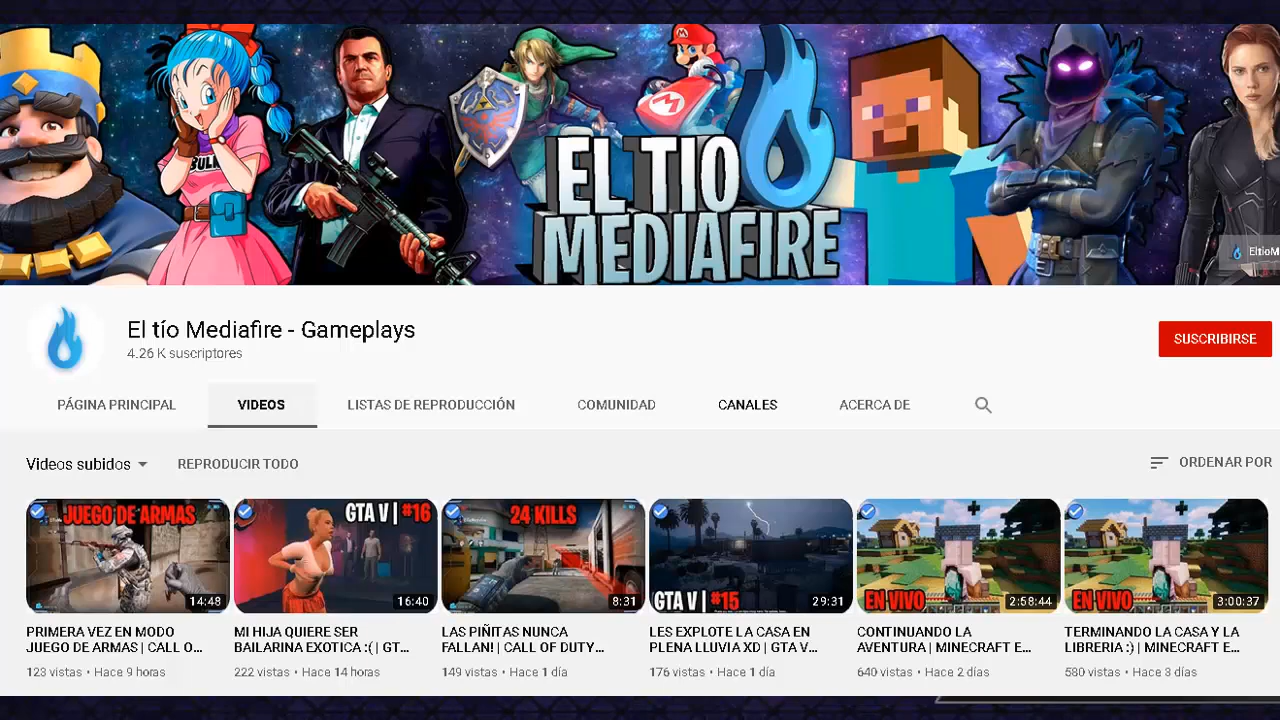 BUL
EL TIO
MEDIAFIRE
EltioM
El tío Mediafire - Gameplays
4.26 K suscriptores
SUSCRIBIRSE
PÁGINA PRINCIPAL
VIDEOS
LISTAS DE REPRODUCCIÓN
COMUNIDAD
CANALES
ACERCA DE
Videos subidos
REPRODUCIR TODO
ORDENAR POR
JUEGO DE ARMAS
14:48
GTA V | #16
16:40
24 KILLS
8:31
GTA V | #15
29:31
EN VIVO
2:58:44
EN VIVO
3:00:37
PRIMERA VEZ EN MODO
JUEGO DE ARMAS | CALL O...
123 vistas • Hace 9 horas
MI HIJA QUIERE SER
BAILARINA EXOTICA :( | GT...
222 vistas • Hace 14 horas
LAS PIÑITAS NUNCA
FALLAN! | CALL OF DUTY...
149 vistas • Hace 1 día
LES EXPLOTE LA CASA EN
PLENA LLUVIA XD | GTA V...
176 vistas • Hace 1 día
CONTINUANDO LA
AVENTURA | MINECRAFT E...
640 vistas • Hace 2 días
TERMINANDO LA CASA Y LA
LIBRERIA :) | MINECRAFT E...
580 vistas • Hace 3 días